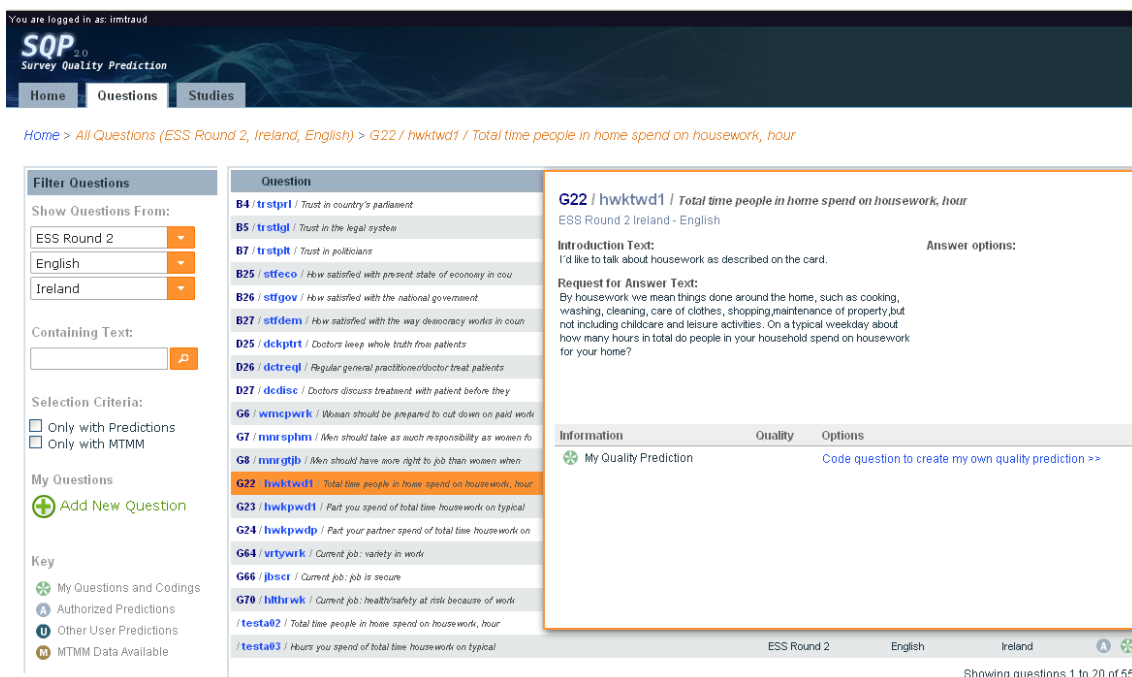 You are logged in as: irmtraud
SQP 2.0
Survey Quality Prediction
Home Questions Studies
Home > All Questions (ESS Round 2, Ireland, English) > G22 / hwktwd1 / Total time people in home spend on housework, hour
Filter Questions
Show Questions From:
ESS Round 2
English
Ireland
Containing Text:
Selection Criteria:
Only with Predictions
Only with MTMM
My Questions
Add New Question
Key
My Questions and Codings
A Authorized Predictions
U Other User Predictions
M MTMM Data Available
Question
B4 / trstprl / Trust in country's parliament
B5 / trstlgl / Trust in the legal system
B7 / trstplt / Trust in politicians
B25 / stfeco / How satisfied with present state of economy in cou
B26 / stfgov / How satisfied with the national government
B27 / stfdem / How satisfied with the way democracy works in coun
D25 / dckptrt / Doctors keep whole truth from patients
D26 / dctreql / Regular general practitioner/doctor treat patients
D27 / dcdisc / Doctors discuss treatment with patient before they
G6 / wmcpwrk / Woman should be prepared to cut down on paid work
G7 / mnrsphm / Men should take as much responsibility as women fo
G8 / mnrgtjb / Men should have more right to job than women when
G22 / hwktwd1 / Total time people in home spend on housework, hour
G23 / hwkpwd1 / Part you spend of total time housework on typical
G24 / hwkpwdp / Part your partner spend of total time housework on
G64 / vrtywrk / Current job: variety in work
G66 / jbscr / Current job: job is secure
G70 / hlthrwk / Current job: health/safety at risk because of work
/ testa02 / Total time people in home spend on housework, hour
/ testa03 / Hours you spend of total time housework on typical ESS Round 2 English Ireland A
Showing questions 1 to 20 of 55
G22 / hwktwd1 / Total time people in home spend on housework, hour
ESS Round 2 Ireland - English
Introduction Text:
I'd like to talk about housework as described on the card.
Request for Answer Text:
By housework we mean things done around the home, such as cooking,
washing, cleaning, care of clothes, shopping,maintenance of property,but
not including childcare and leisure activities. On a typical weekday about
how many hours in total do people in your household spend on housework
for your home?
Answer options:
Information Quality Options
My Quality Prediction Code question to create my own quality prediction >>